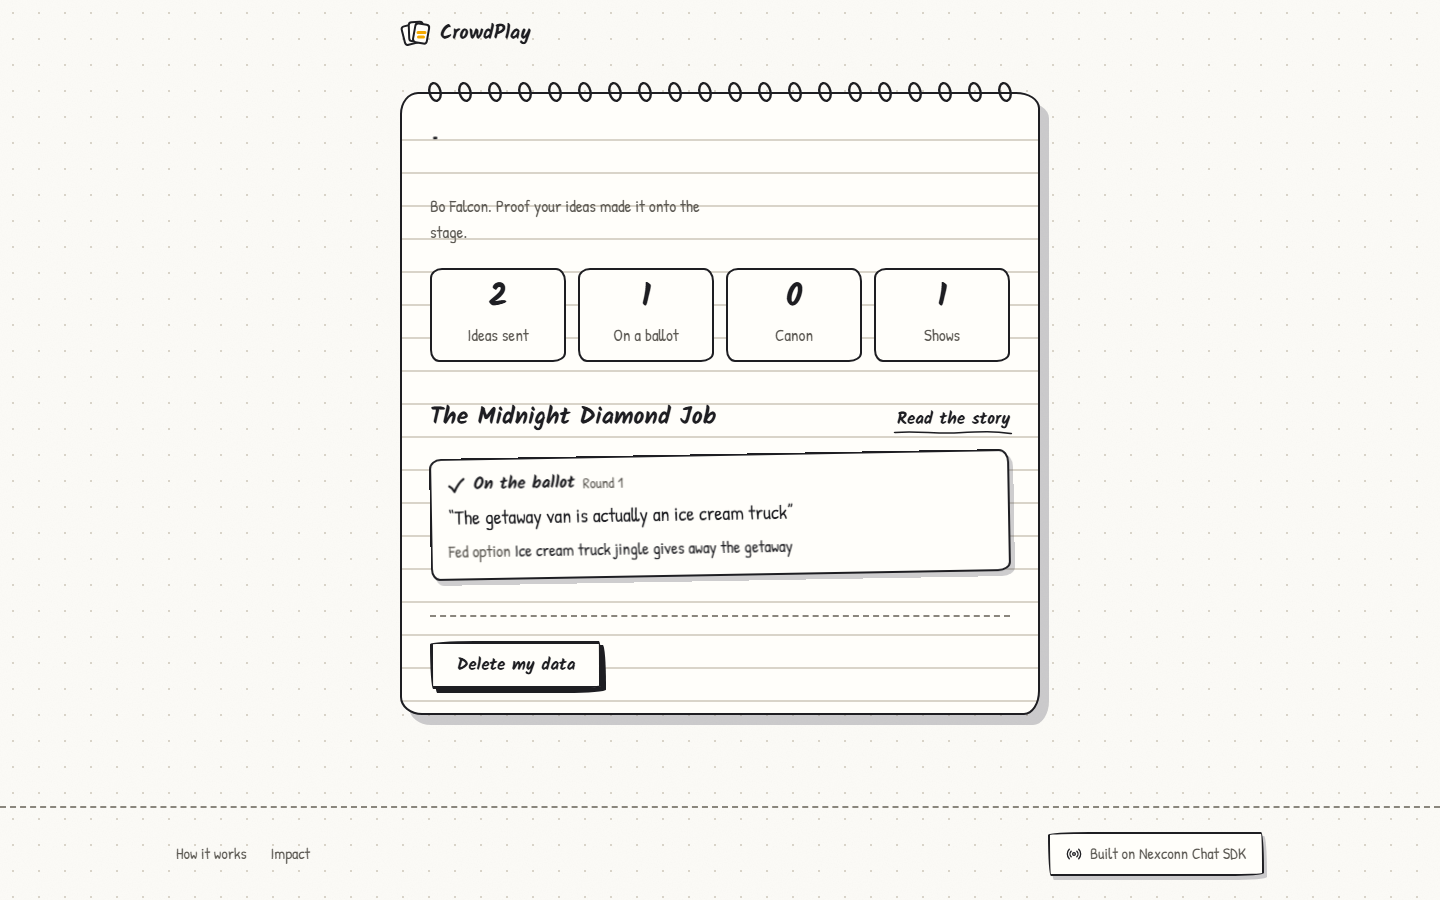 CrowdPlay
-
Bo Falcon. Proof your ideas made it onto the
stage.
2
Ideas sent
1
On a ballot
0
Canon
1
Shows
The Midnight Diamond Job
Read the story
On the ballot Round 1
“The getaway van is actually an ice cream truck”
Fed option Ice cream truck jingle gives away the getaway
Delete my data
How it works Impact
Built on Nexconn Chat SDK